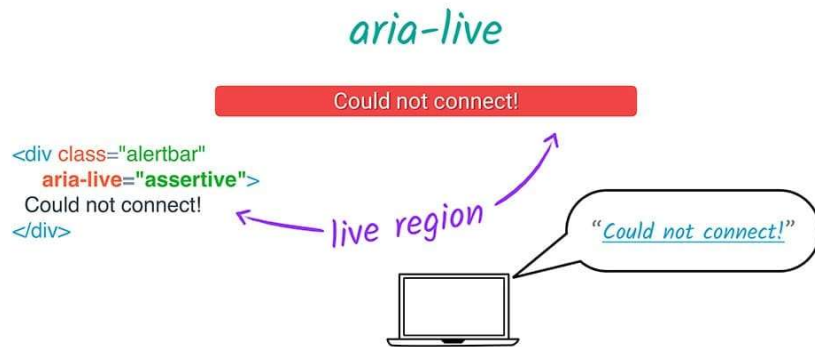 aria-live
Could not connect!
<div class="alertbar"
aria-live="assertive">
Could not connect!
</div>
live region
“Could not connect!”